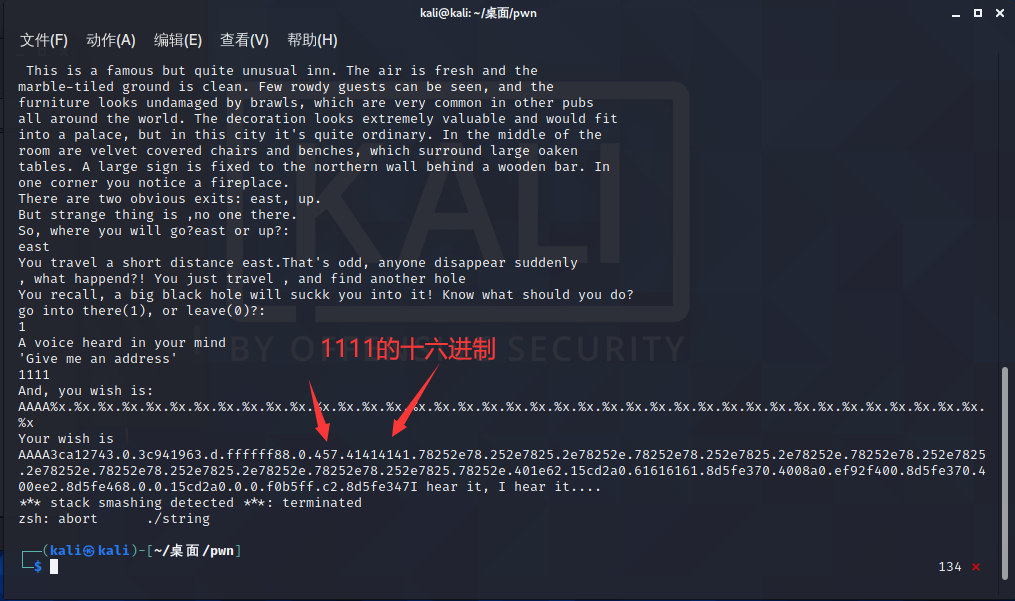 kali@kali: ~/桌面/pwn
文件(F) 动作(A) 编辑(E) 查看(V) 帮助(H)
This is a famous but quite unusual inn. The air is fresh and the
marble-tiled ground is clean. Few rowdy guests can be seen, and the
furniture looks undamaged by brawls, which are very common in other pubs
all around the world. The decoration looks extremely valuable and would fit
into a palace, but in this city it's quite ordinary. In the middle of the
room are velvet covered chairs and benches, which surround large oaken
tables. A large sign is fixed to the northern wall behind a wooden bar. In
one corner you notice a fireplace.
There are two obvious exits: east, up.
But strange thing is ,no one there.
So, where you will go?east or up?:
east
You travel a short distance east.That's odd, anyone disappear suddenly
, what happend?! You just travel , and find another hole
You recall, a big black hole will suckk you into it! Know what should you do?
go into there(1), or leave(0)?:
1
A voice heard in your mind
'Give me an address'
1111的十六进制
1111
And, you wish is:
AAAA%x.%x.%x.%x.%x.%x.%x.%x.%x.%x.%x.%x.%x.%x.%x.%x.%x.%x.%x.%x.%x.%x.%x.%x.%x.%x.%x.%x.%x.%x.%x.%x.%x.%x.%x.%x.%x.%x.%x.
%x
Your wish is
AAAA3ca12743.0.3c941963.d.ffffff88.0.457.41414141.78252e78.252e7825.2e78252e.78252e78.252e7825.2e78252e.78252e78.252e7825
.2e78252e.78252e78.252e7825.2e78252e.78252e78.252e7825.78252e.401e62.15cd2a0.61616161.8d5fe370.4008a0.ef92f400.8d5fe370.4
00ee2.8d5fe468.0.0.15cd2a0.0.0.f0b5ff.c2.8d5fe347I hear it, I hear it....
*** stack smashing detected ***: terminated
zsh: abort ./string
(kali㉿kali)-[~/桌面/pwn]
$
134 ✗
KALI
BY OFFENSIVE SECURITY